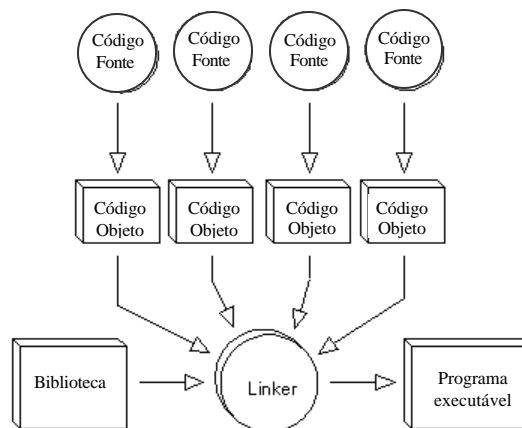 Código
Fonte
Código
Fonte
Código
Fonte
Código
Fonte
Código
Objeto
Código
Objeto
Código
Objeto
Código
Objeto
Biblioteca
Linker
Programa
executável